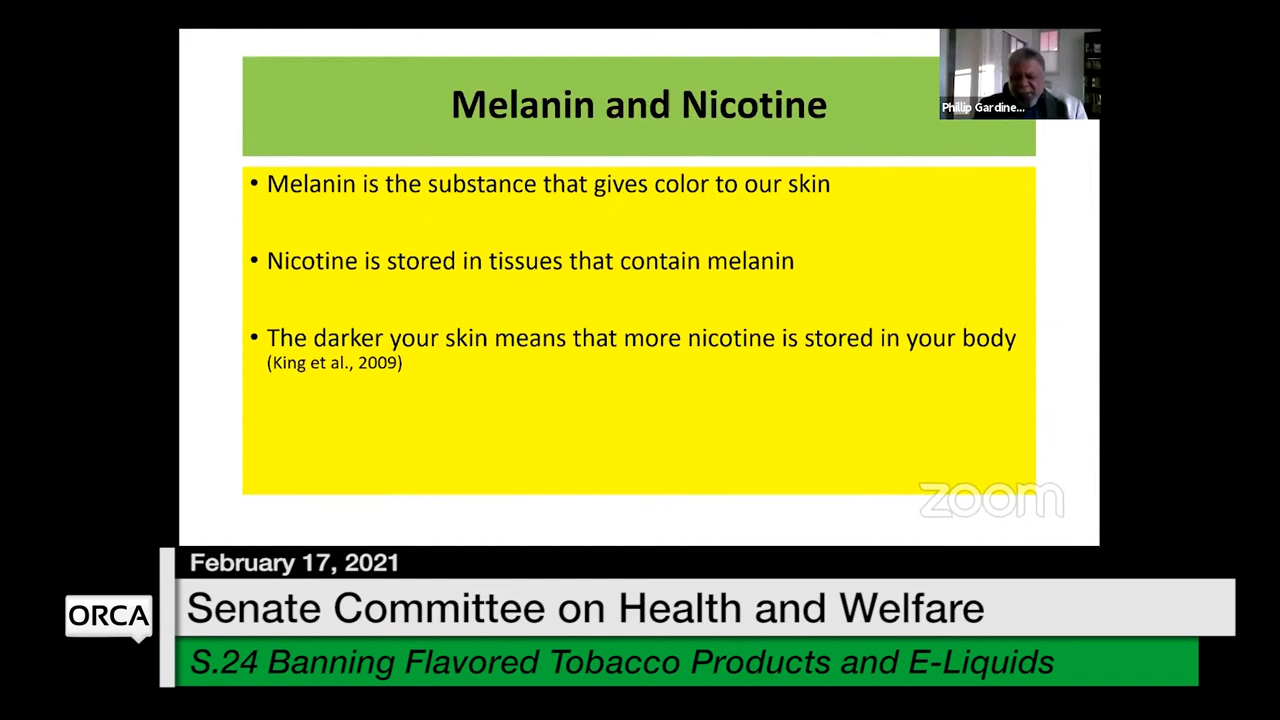 Melanin and Nicotine
Phillip Gardine...
• Melanin is the substance that gives color to our skin
• Nicotine is stored in tissues that contain melanin
• The darker your skin means that more nicotine is stored in your body
(King et al., 2009)
zoom
February 17, 2021
ORCA
Senate Committee on Health and Welfare
S.24 Banning Flavored Tobacco Products and E-Liquids